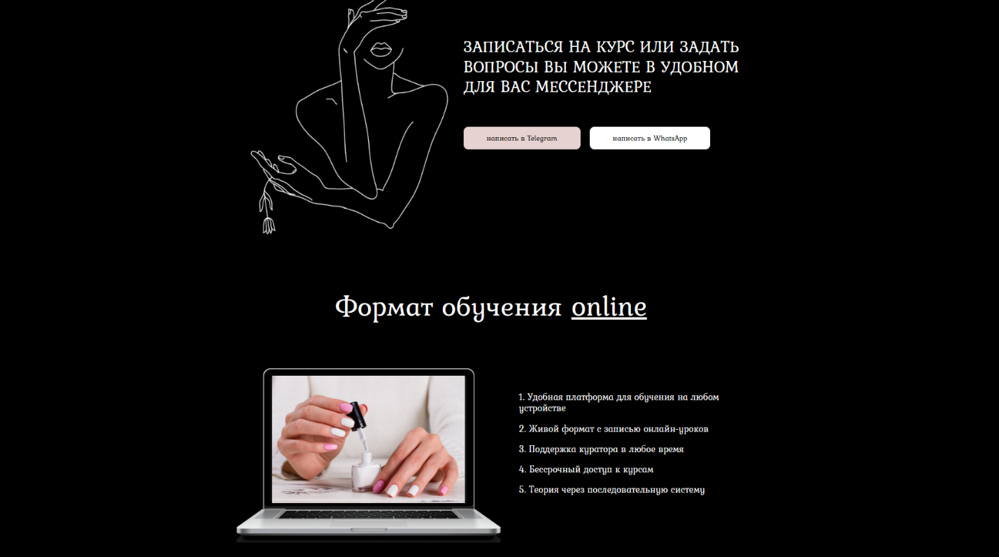 ЗАПИСАТЬСЯ НА КУРС ИЛИ ЗАДАТЬ
ВОПРОСЫ ВЫ МОЖЕТЕ В УДОБНОМ
ДЛЯ ВАС МЕССЕНДЖЕРЕ
написать в Telegram
написать в WhatsApp
Формат обучения online
1. Удобная платформа для обучения на любом
устройстве
2. Живой формат с записью онлайн-уроков
3. Поддержка куратора в любое время
4. Бессрочный доступ к курсам
5. Теория через последовательную систему